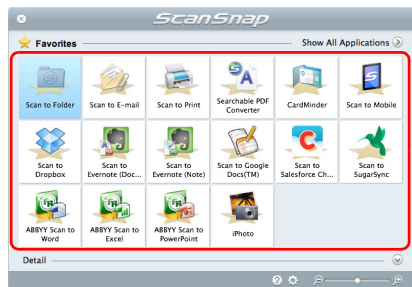 ScanSnap
Favorites
Show All Applications
Scan to Folder
Scan to E-mail
Scan to Print
Searchable PDF
Converter
CardMinder
Scan to Mobile
Scan to
Dropbox
Scan to
Evernote (Doc...
Scan to
Evernote (Note)
Scan to Google
Docs(TM)
Scan to
Salesforce Ch...
Scan to
SugarSync
ABBYY Scan to
Word
ABBYY Scan to
Excel
ABBYY Scan to
PowerPoint
iPhoto
Detail